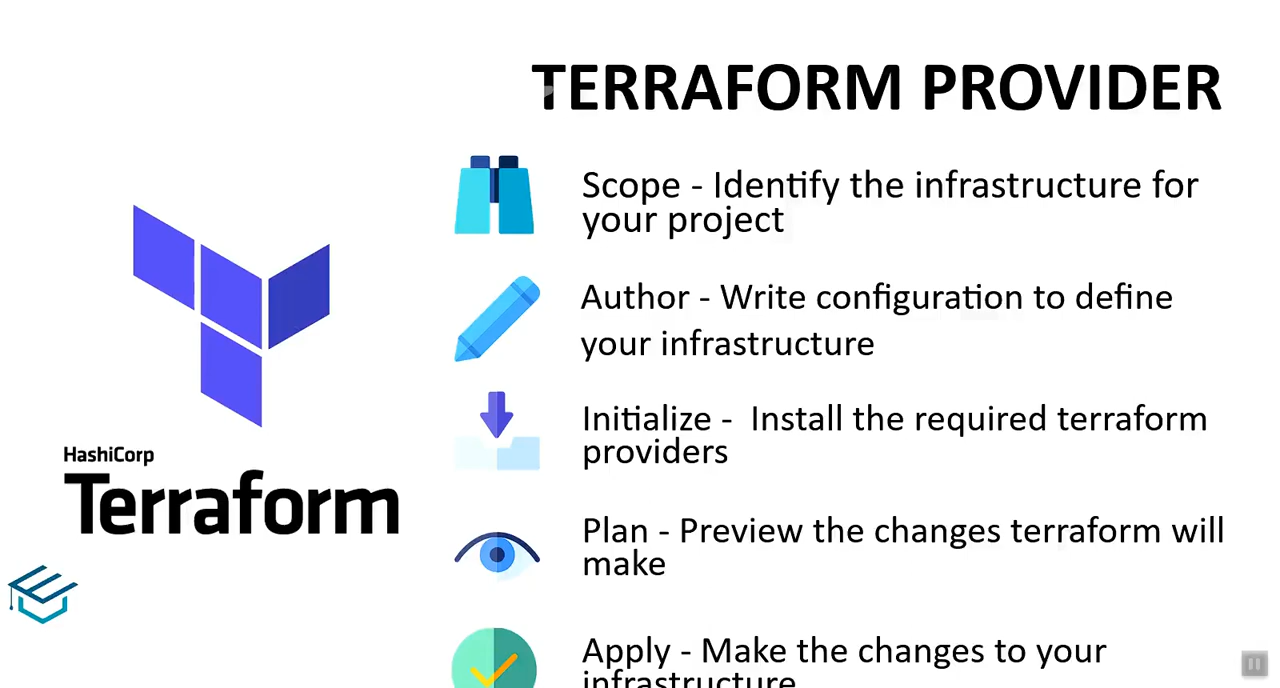 TERRAFORM PROVIDER
Scope - Identify the infrastructure for
your project
Author - Write configuration to define
your infrastructure
Initialize -  Install the required terraform
providers
Plan - Preview the changes terraform will
make
Apply - Make the changes to your
infrastructure
HashiCorp
Terraform